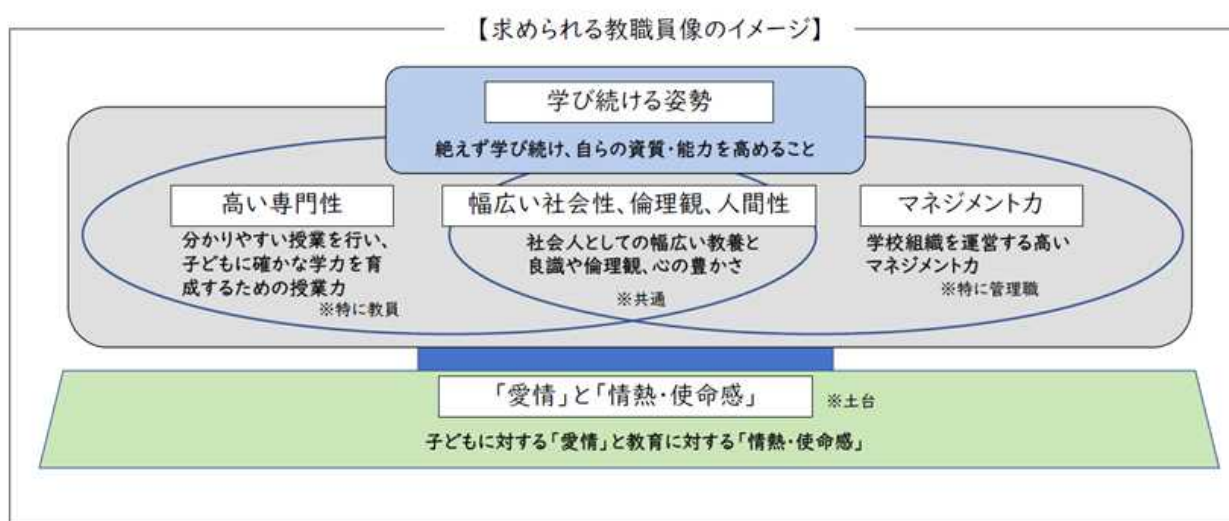 【求められる教職員像のイメージ】
学び続ける姿勢
絶えず学び続け、自らの資質・能力を高めること
高い専門性
分かりやすい授業を行い、
子どもに確かな学力を育
成するための授業力
※特に教員
幅広い社会性、倫理観、人間性
社会人としての幅広い教養と
良識や倫理観、心の豊かさ
※共通
マネジメント力
学校組織を運営する高い
マネジメント力
※特に管理職
「愛情」と「情熱・使命感」
※土台
子どもに対する「愛情」と教育に対する「情熱・使命感」